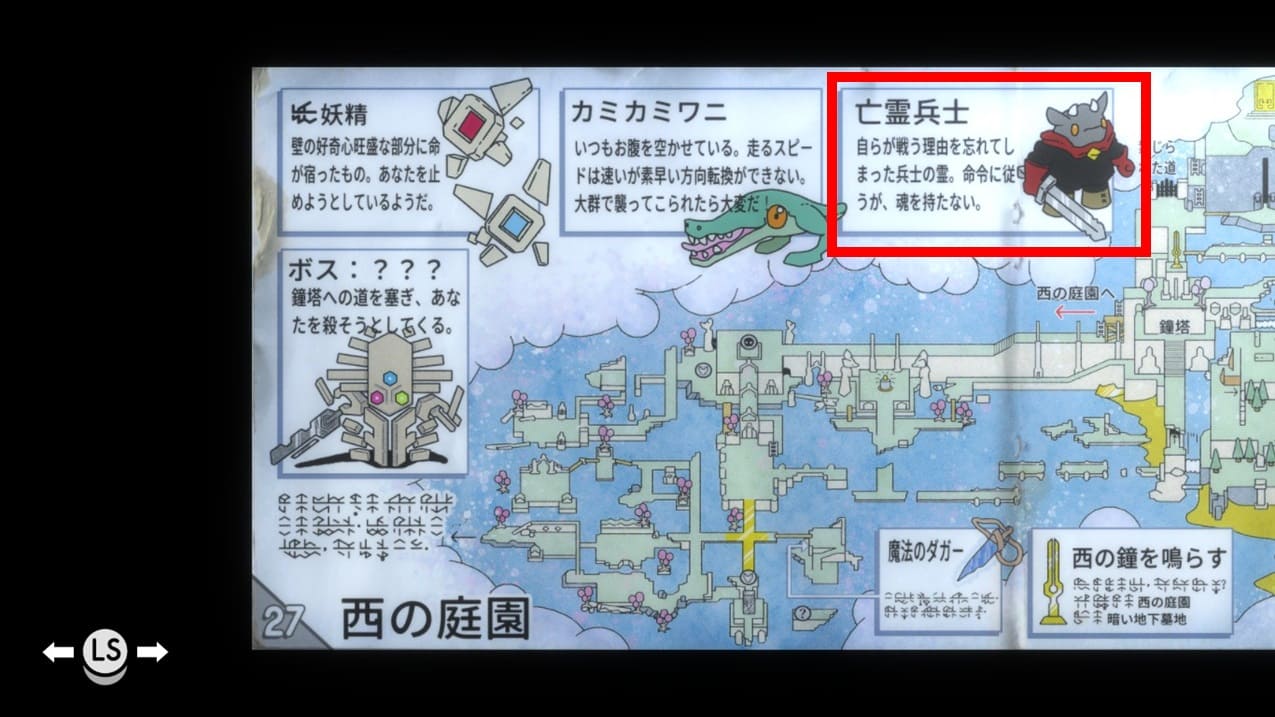 妖精
壁の好奇心旺盛な部分に命
が宿ったもの。あなたを止
めようとしているようだ。
カミカミワニ
いつもお腹を空かせている。走るスピー
ドは速いが素早い方向転換ができない。
大群で襲ってこられたら大変だ！
亡霊兵士
自らが戦う理由を忘れてし
まった兵士の霊。命令に従
うが、魂を持たない。
ボス：？？？
鐘塔への道を塞ぎ、あな
たを殺そうとしてくる。
西の庭園へ
鐘塔
魔法のダガー
西の鐘を鳴らす
西の庭園
暗い地下墓地
27 西の庭園
LS